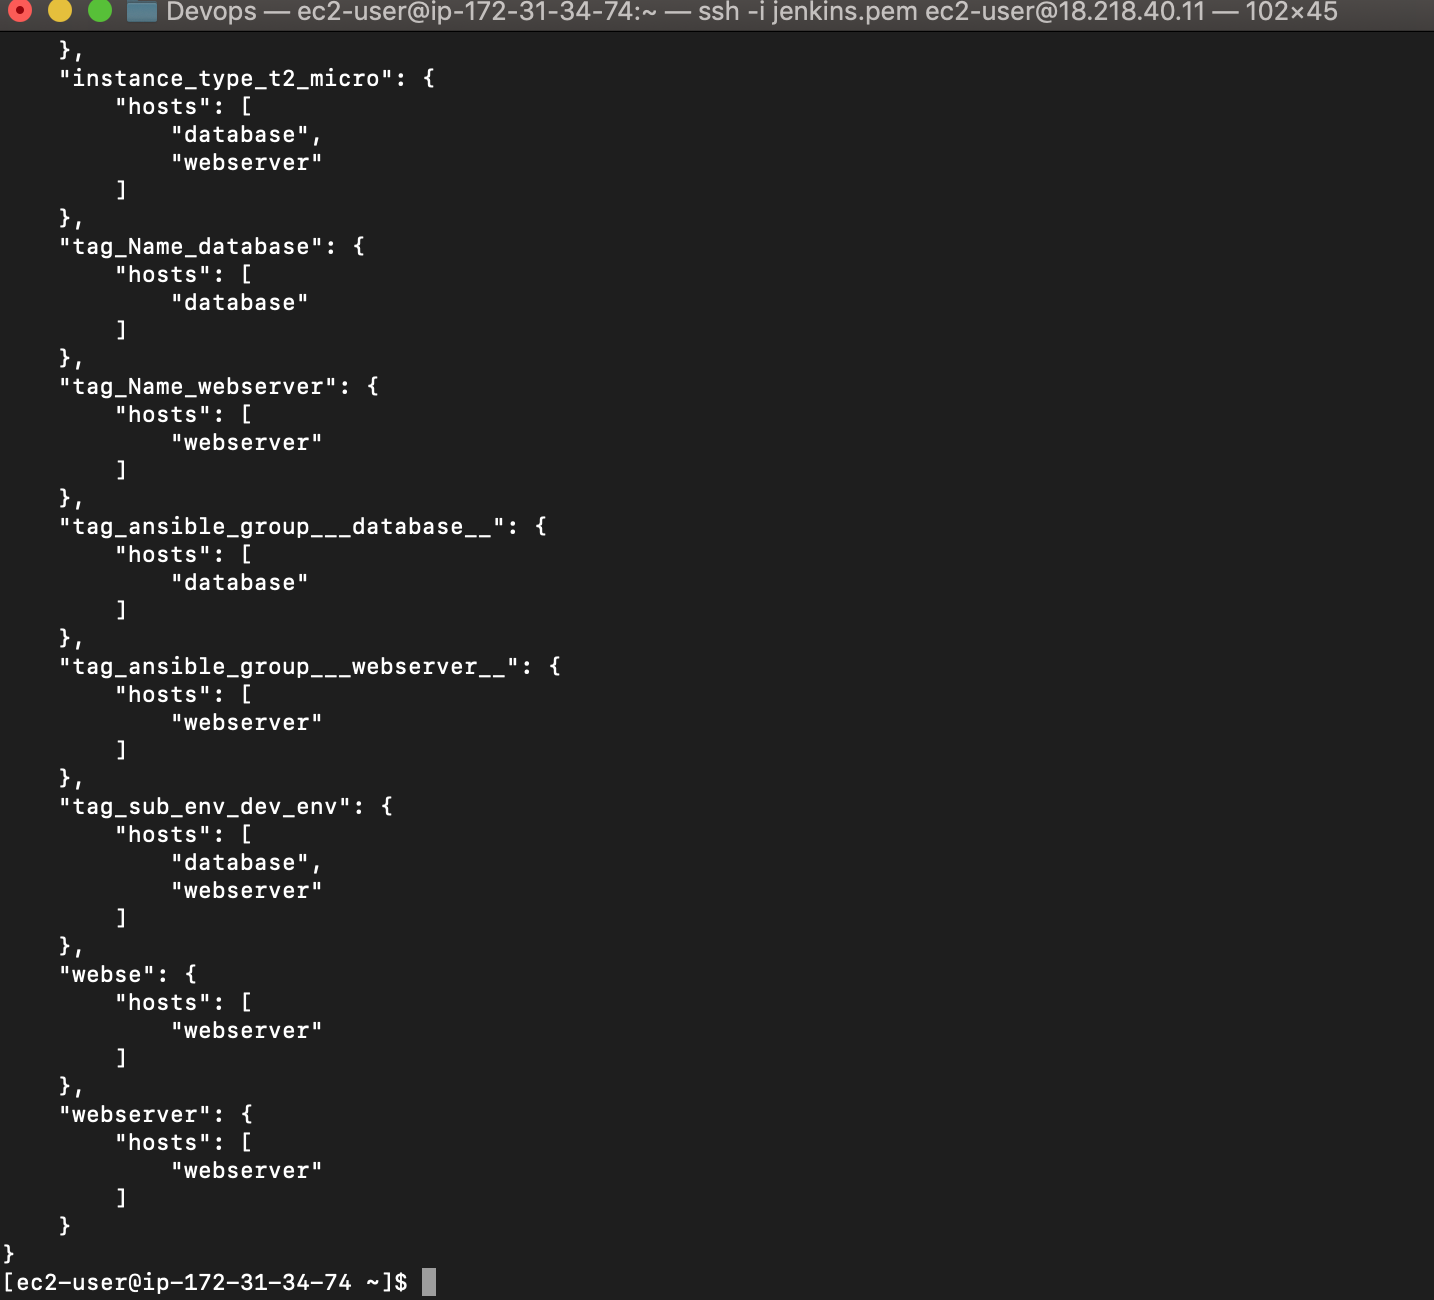 Devops — ec2-user@ip-172-31-34-74:~ — ssh -i jenkins.pem ec2-user@18.218.40.11 — 102×45
    },
    "instance_type_t2_micro": {
        "hosts": [
            "database",
            "webserver"
        ]
    },
    "tag_Name_database": {
        "hosts": [
            "database"
        ]
    },
    "tag_Name_webserver": {
        "hosts": [
            "webserver"
        ]
    },
    "tag_ansible_group___database__": {
        "hosts": [
            "database"
        ]
    },
    "tag_ansible_group___webserver__": {
        "hosts": [
            "webserver"
        ]
    },
    "tag_sub_env_dev_env": {
        "hosts": [
            "database",
            "webserver"
        ]
    },
    "webse": {
        "hosts": [
            "webserver"
        ]
    },
    "webserver": {
        "hosts": [
            "webserver"
        ]
    }
}
[ec2-user@ip-172-31-34-74 ~]$